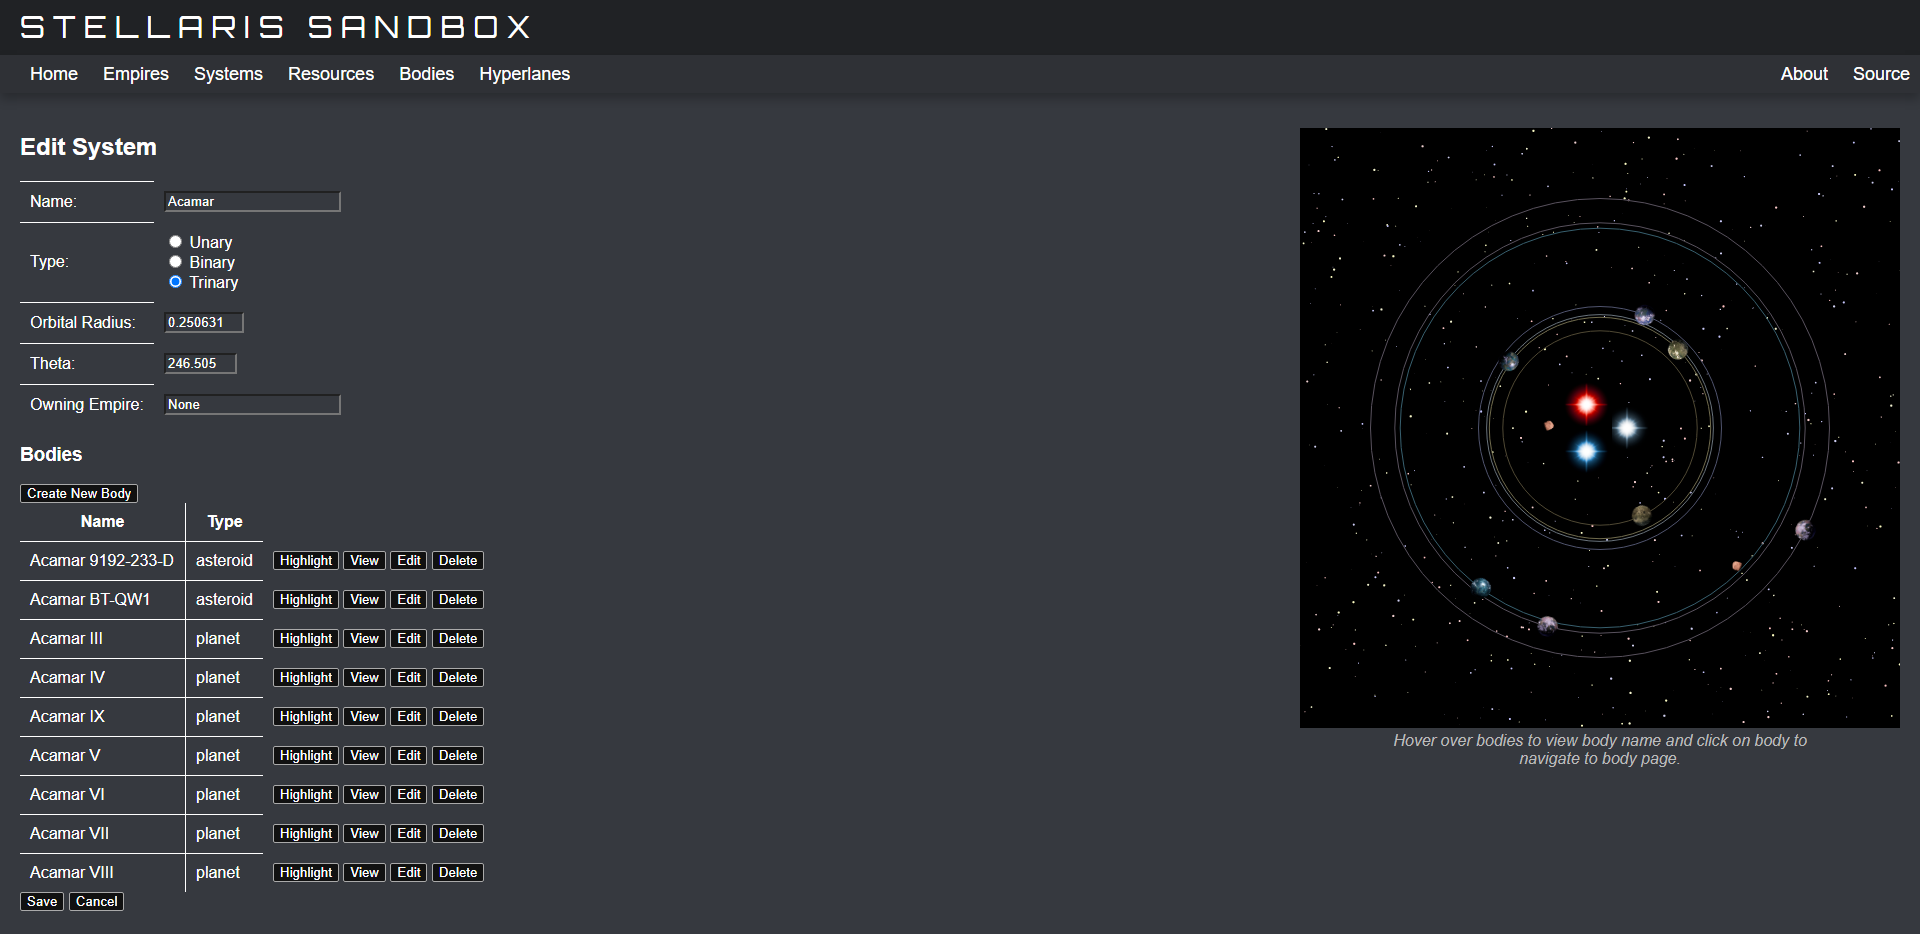 STELLARIS SANDBOX
Home Empires Systems Resources Bodies Hyperlanes About Source
Edit System
Name: Acamar
Type:
Unary
Binary
Trinary
Orbital Radius: 0.250631
Theta: 246.505
Owning Empire: None
Bodies
Create New Body
Name Type
Acamar 9192-233-D asteroid Highlight View Edit Delete
Acamar BT-QW1 asteroid Highlight View Edit Delete
Acamar III planet Highlight View Edit Delete
Acamar IV planet Highlight View Edit Delete
Acamar IX planet Highlight View Edit Delete
Acamar V planet Highlight View Edit Delete
Acamar VI planet Highlight View Edit Delete
Acamar VII planet Highlight View Edit Delete
Acamar VIII planet Highlight View Edit Delete
Save Cancel
Hover over bodies to view body name and click on body to
navigate to body page.